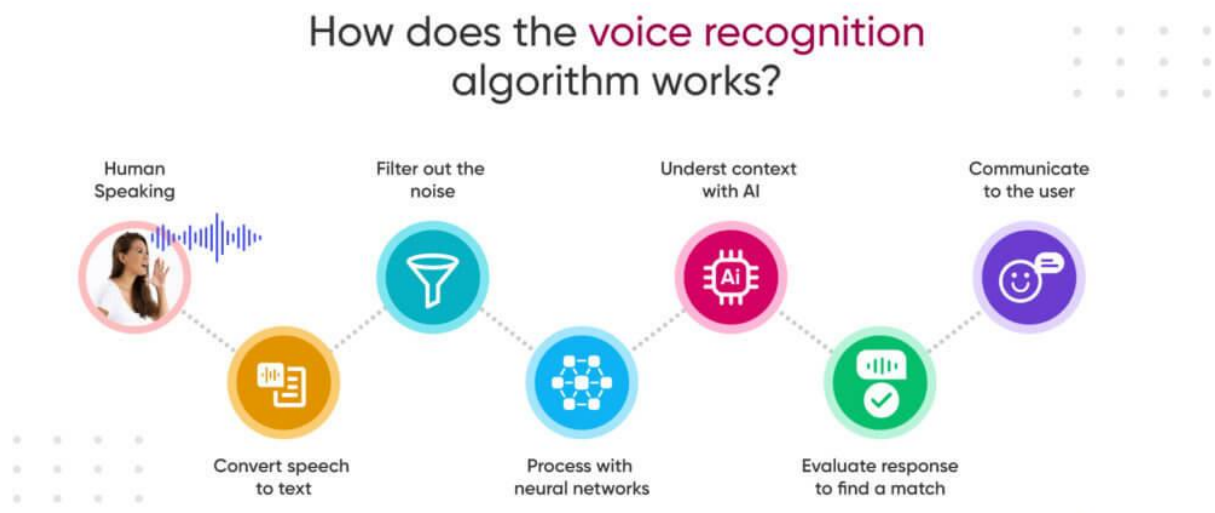 How does the voice recognition
algorithm works?
Human
Speaking
Convert speech
to text
Filter out the
noise
Process with
neural networks
Underst context
with AI
Ai
Evaluate response
to find a match
Communicate
to the user